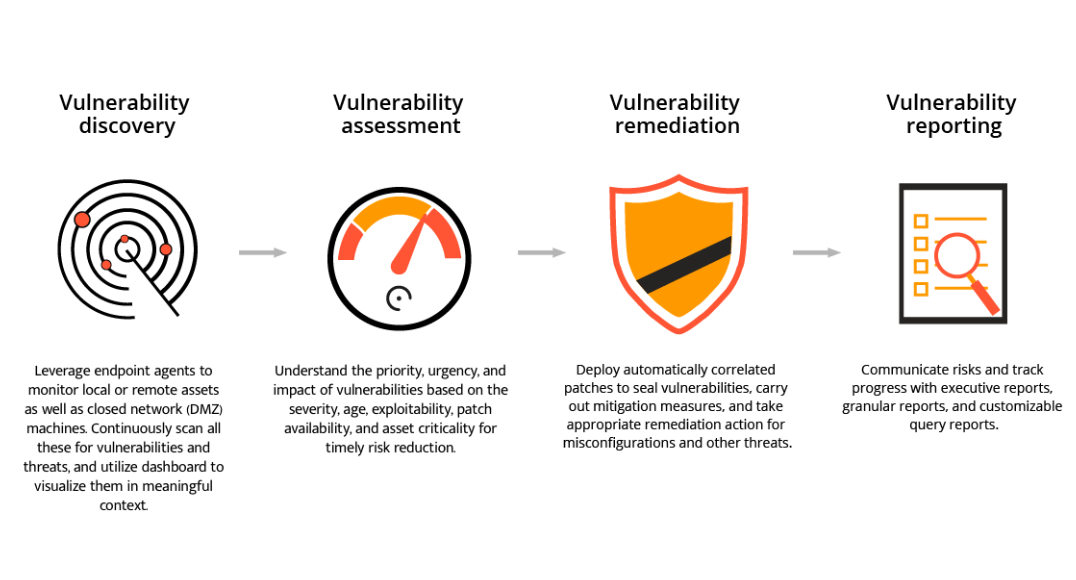 Vulnerability
discovery
Leverage endpoint agents to
monitor local or remote assets
as well as closed network (DMZ)
machines. Continuously scan all
these for vulnerabilities and
threats, and utilize dashboard to
visualize them in meaningful
context.
Vulnerability
assessment
Understand the priority, urgency, and
impact of vulnerabilities based on the
severity, age, exploitability, patch
availability, and asset criticality for
timely risk reduction.
Vulnerability
remediation
Deploy automatically correlated
patches to seal vulnerabilities, carry
out mitigation measures, and take
appropriate remediation action for
misconfigurations and other threats.
Vulnerability
reporting
Communicate risks and track
progress with executive reports,
granular reports, and customizable
query reports.